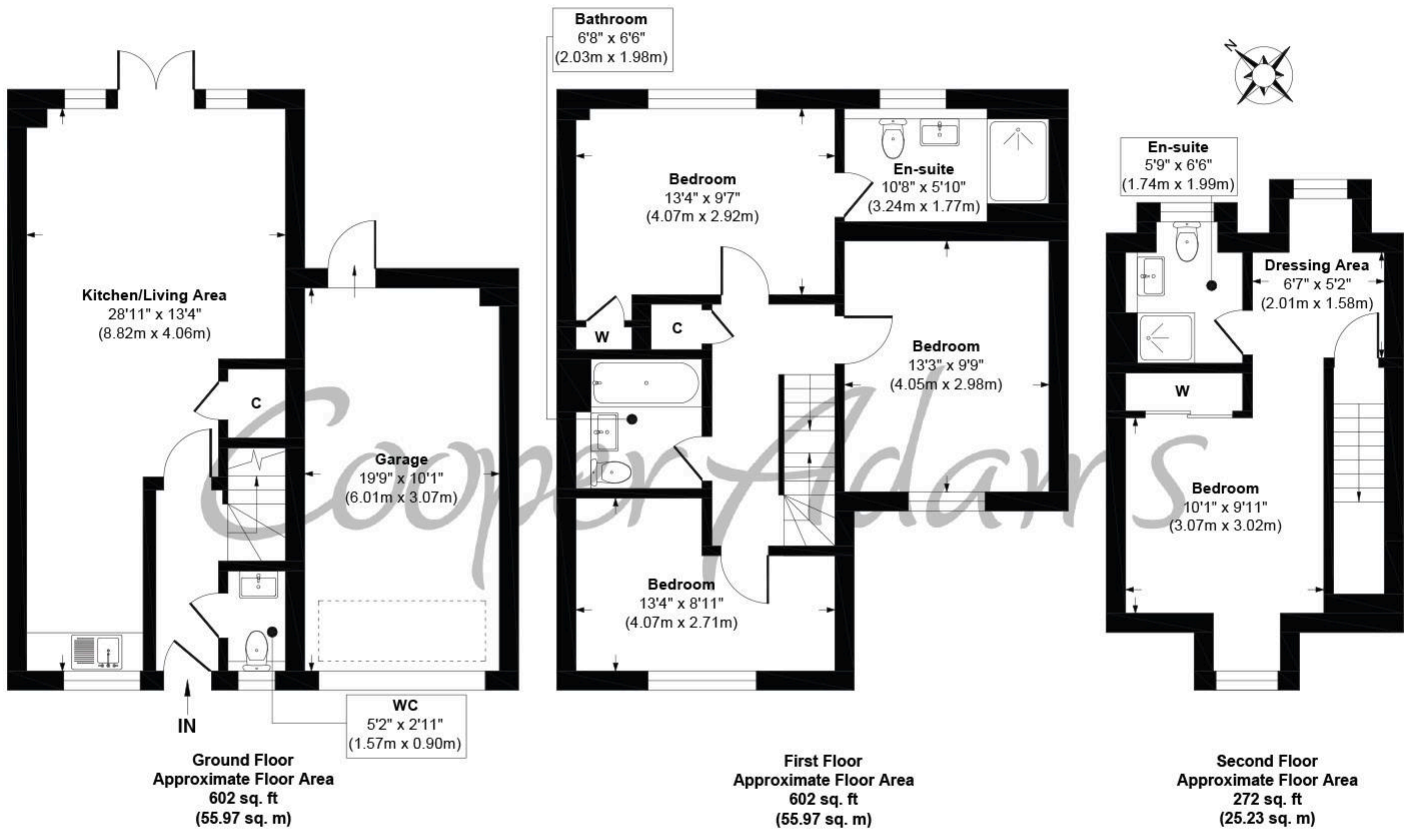 Bathroom
6'8" x 6'6"
(2.03m x 1.98m)
N
En-suite
5'9" x 6'6"
(1.74m x 1.99m)
En-suite
10'8" x 5'10"
(3.24m x 1.77m)
Bedroom
13'4" x 9'7"
(4.07m x 2.92m)
Dressing Area
6'7" x 5'2"
(2.01m x 1.58m)
Kitchen/Living Area
28'11" x 13'4"
(8.82m x 4.06m)
W
C
Bedroom
13'3" x 9'9"
(4.05m x 2.98m)
C
W
Cooper Adams
Garage
19'9" x 10'1"
(6.01m x 3.07m)
Bedroom
10'1" x 9'11"
(3.07m x 3.02m)
Bedroom
13'4" x 8'11"
(4.07m x 2.71m)
IN
WC
5'2" x 2'11"
(1.57m x 0.90m)
Ground Floor
Approximate Floor Area
602 sq. ft
(55.97 sq. m)
First Floor
Approximate Floor Area
602 sq. ft
(55.97 sq. m)
Second Floor
Approximate Floor Area
272 sq. ft
(25.23 sq. m)